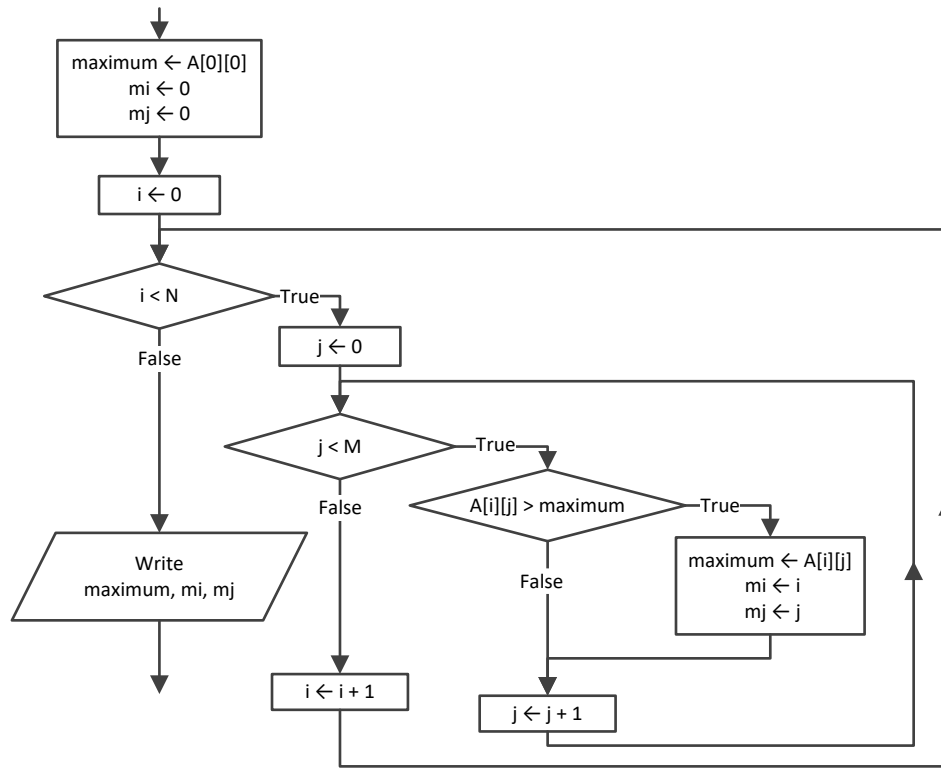 maximum ← A[0][0]
mi ← 0
mj ← 0
i ← 0
i < N
True
j ← 0
False
j < M
True
A[i][j] > maximum
True
False
Write
maximum, mi, mj
maximum ← A[i][j]
mi ← i
mj ← j
False
i ← i + 1
j ← j + 1